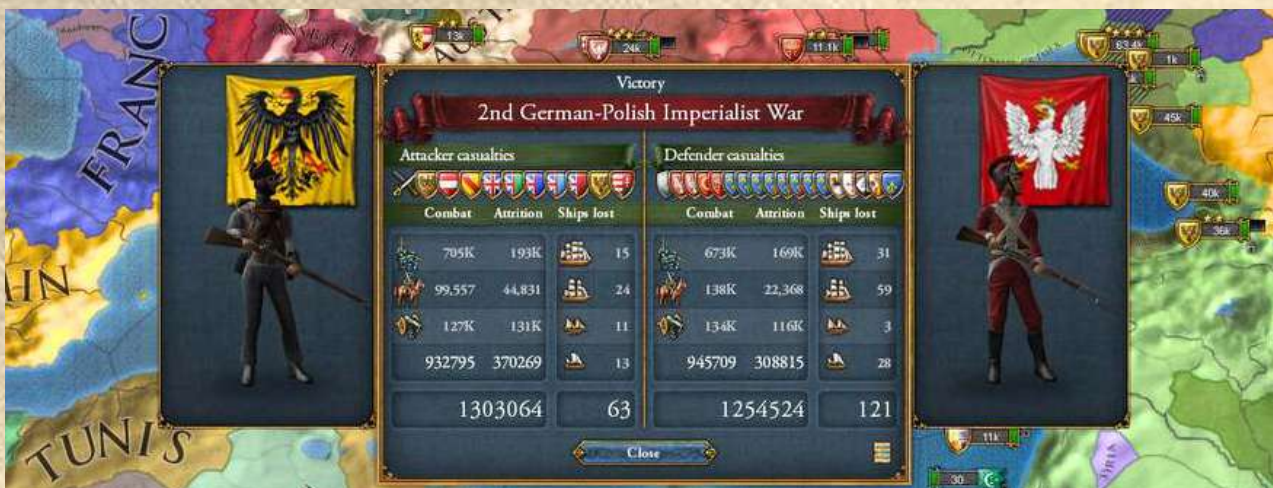 FRANC
ANSBACH
13k
24k
11.1k
63.4k
1k
45k
40k
36k
IN
TUNIS
Victory
2nd German-Polish Imperialist War
Attacker casualties
Defender casualties
Combat Attrition Ships lost
Combat Attrition Ships lost
705K 193K 15
673K 169K 31
99,557 44,831 24
138K 22,368 59
127K 131K 11
134K 116K 3
932795 370269 13
945709 308815 28
1303064 63
1254524 121
Close
11k
30